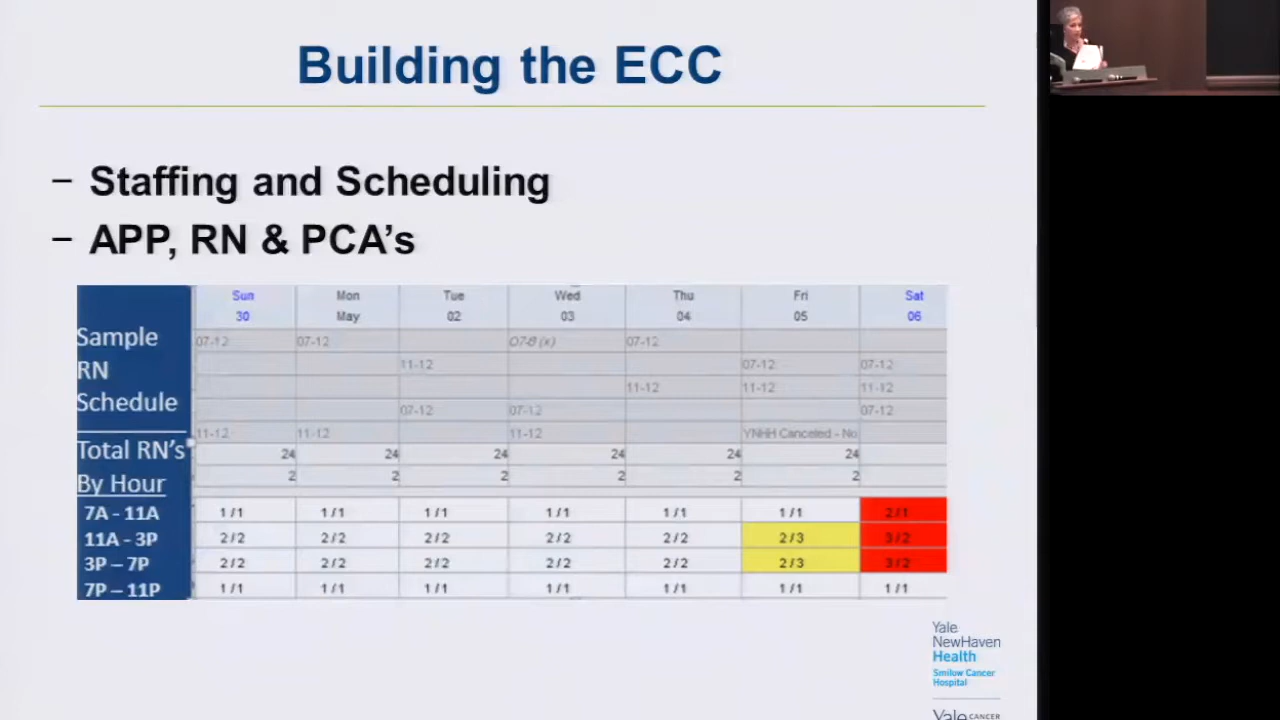 Building the ECC
– Staffing and Scheduling
– APP, RN & PCA's
Sun Mon Tue Wed Thu Fri Sat
30 May 02 03 04 05 06
Sample
RN
Schedule
07-12 07-12 O7-8 (x) 07-12
11-12 07-12 07-12
11-12 11-12 11-12
07-12 07-12 07-12
11-12 11-12 11-12 YNHH Canceled - No
Total RN's
By Hour
24 24 24 24 24 24
2 2 2 2 2 2
7A - 11A 1/1 1/1 1/1 1/1 1/1 1/1 2/1
11A - 3P 2/2 2/2 2/2 2/2 2/2 2/3 3/2
3P – 7P 2/2 2/2 2/2 2/2 2/2 2/3 3/2
7P – 11P 1/1 1/1 1/1 1/1 1/1 1/1 1/1
Yale
NewHaven
Health
Smilow Cancer
Hospital
Yale CANCER